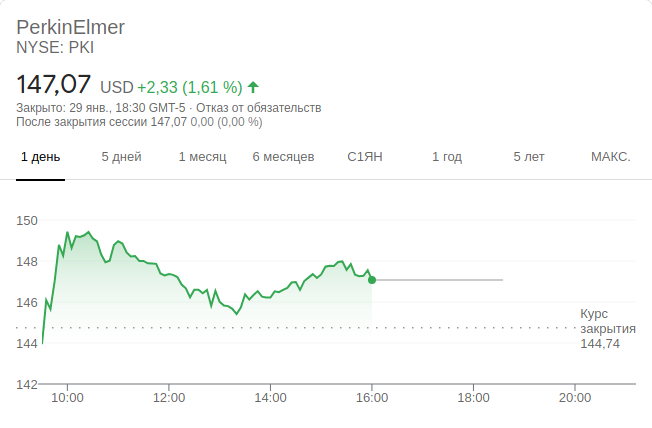 PerkinElmer
NYSE: PKI
147,07 USD +2,33 (1,61 %)
Закрыто: 29 янв., 18:30 GMT-5 · Отказ от обязательств
После закрытия сессии 147,07 0,00 (0,00 %)
1 день 5 дней 1 месяц 6 месяцев С1ЯН 1 год 5 лет МАКС.
150
148
146
Курс
закрытия
144,74
144
142
10:00 12:00 14:00 16:00 18:00 20:00